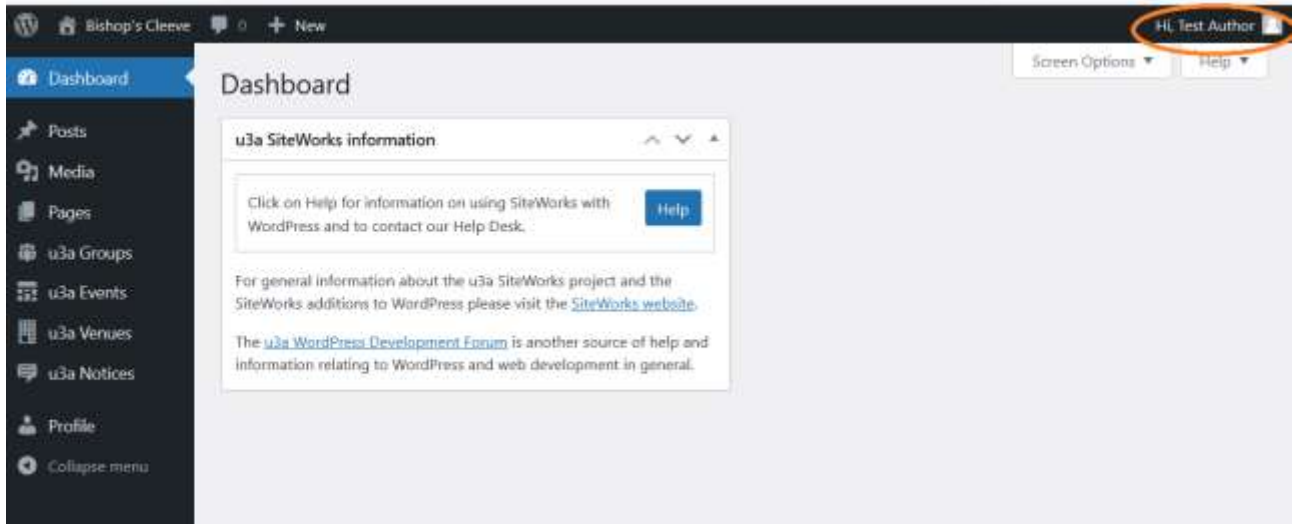 Bishop's Cleeve 0 New Hi, Test Author
Screen Options Help
Dashboard
Posts
Media
Pages
u3a Groups
u3a Events
u3a Venues
u3a Notices
Profile
Collapse menu
Dashboard
u3a SiteWorks information
Click on Help for information on using SiteWorks with
WordPress and to contact our Help Desk.
Help
For general information about the u3a SiteWorks project and the
SiteWorks additions to WordPress please visit the SiteWorks website.
The u3a WordPress Development Forum is another source of help and
information relating to WordPress and web development in general.